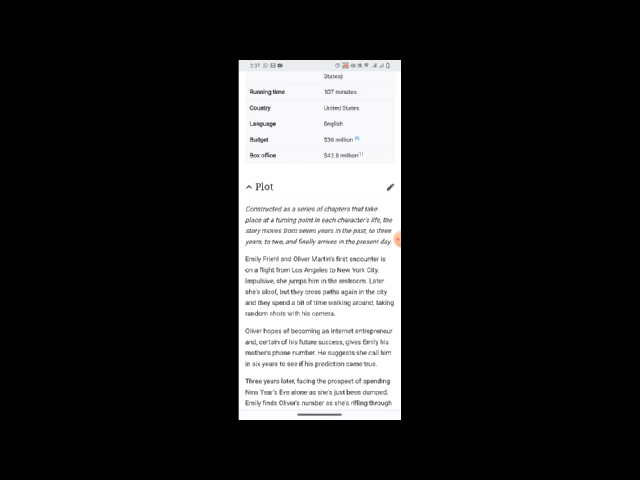 States)
Running time 107 minutes
Country United States
Language English
Budget $30 million
Box office $42.8 million[1]
Plot
Constructed as a series of chapters that take
place at a turning point in each character's life, the
story moves from seven years in the past, to three
years, to two, and finally arrives in the present day.
Emily Friehl and Oliver Martin's first encounter is
on a flight from Los Angeles to New York City.
Impulsive, she jumps him in the restroom. Later
she's aloof, but they cross paths again in the city
and they spend a bit of time walking around, taking
random shots with his camera.
Oliver hopes of becoming an Internet entrepreneur
and, certain of his future success, gives Emily his
mother's phone number. He suggests she call him
in six years to see if his prediction came true.
Three years later, facing the prospect of spending
New Year's Eve alone as she's just been dumped,
Emily finds Oliver's number as she's rifling through